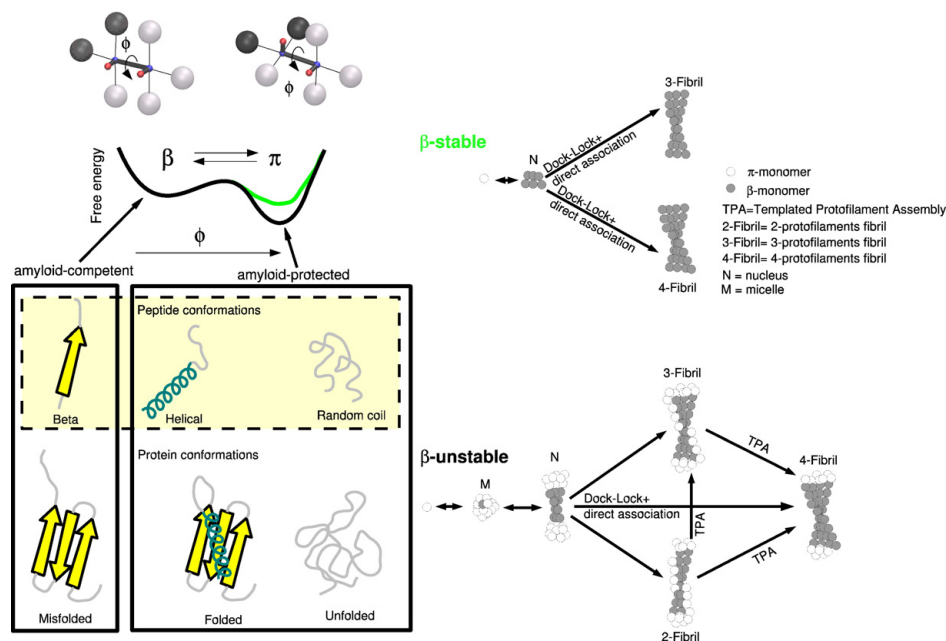 ϕ
ϕ
β
π
Free energy
ϕ
amyloid-competent
amyloid-protected
Peptide conformations
Beta
Helical
Random coil
Protein conformations
Misfolded
Folded
Unfolded
β-stable
N
Dock-Lock+
direct association
Dock-Lock+
direct association
3-Fibril
4-Fibril
π-monomer
β-monomer
TPA=Templated Protofilament Assembly
2-Fibril= 2-protofilaments fibril
3-Fibril= 3-protofilaments fibril
4-Fibril= 4-protofilaments fibril
N = nucleus
M = micelle
β-unstable
M
N
3-Fibril
TPA
4-Fibril
Dock-Lock+
direct association
TPA
TPA
2-Fibril